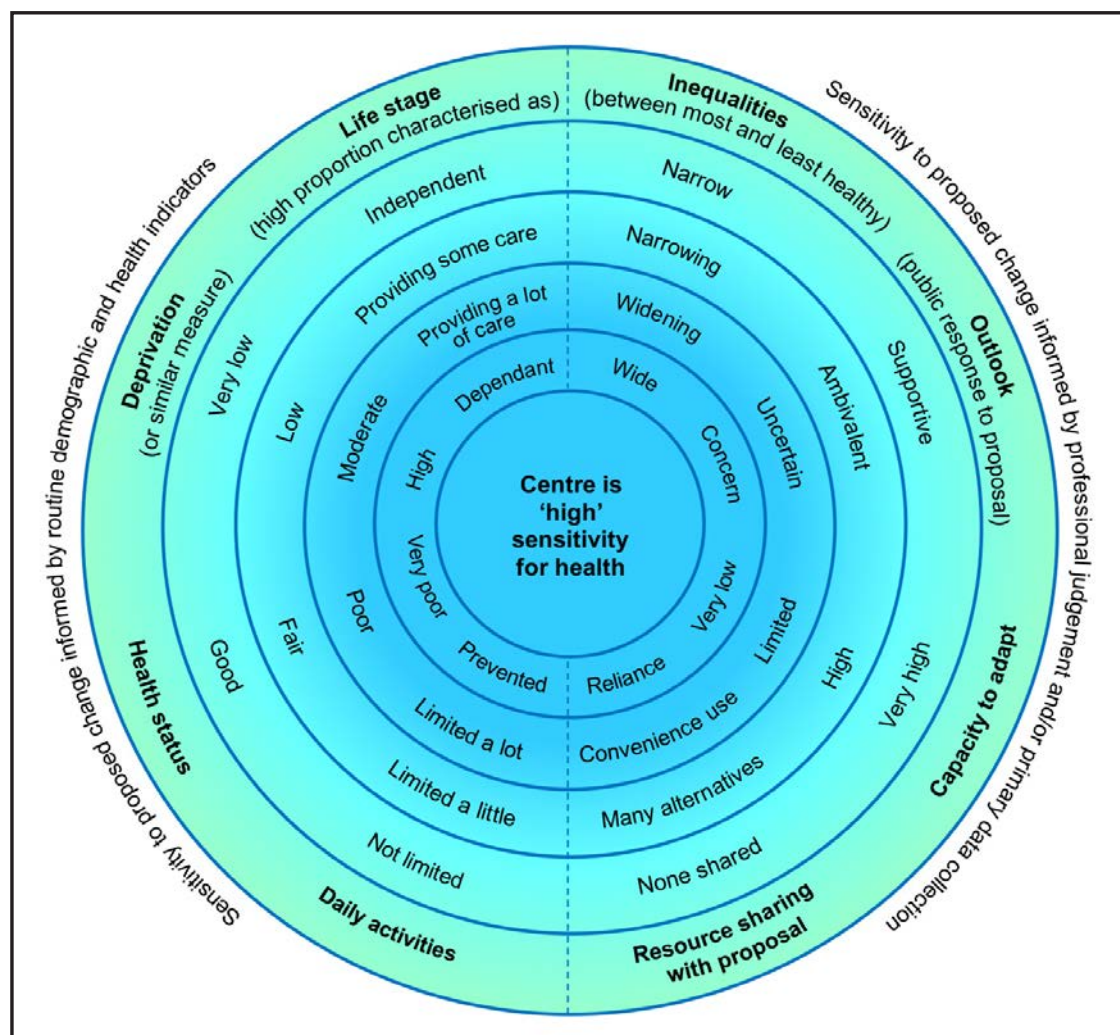 Sensitivity to proposed change informed by routine demographic and health indicators
Sensitivity to proposed change informed by professional judgement and/or primary data collection
Life stage
(high proportion characterised as)
Independent
Providing some care
Providing a lot
of care
Dependant
Inequalities
(between most and least healthy)
Narrow
Narrowing
Widening
Wide
Outlook
(public response to proposal)
Supportive
Ambivalent
Uncertain
Concern
Capacity to adapt
Very high
High
Limited
Very low
Resource sharing
with proposal
None shared
Many alternatives
Convenience use
Reliance
Daily activities
Not limited
Limited a little
Limited a lot
Prevented
Health status
Good
Fair
Poor
Very poor
Deprivation
(or similar measure)
Very low
Low
Moderate
High
Centre is
‘high’
sensitivity
for health